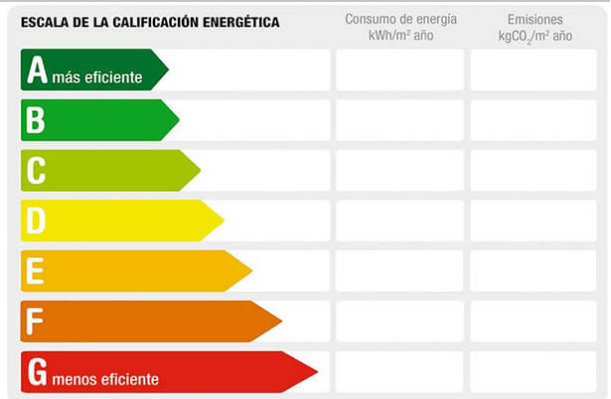 ESCALA DE LA CALIFICACIÓN ENERGÉTICA
Consumo de energía
kWh/m² año
Emisiones
kgCO₂/m² año
A más eficiente
B
C
D
E
F
G menos eficiente